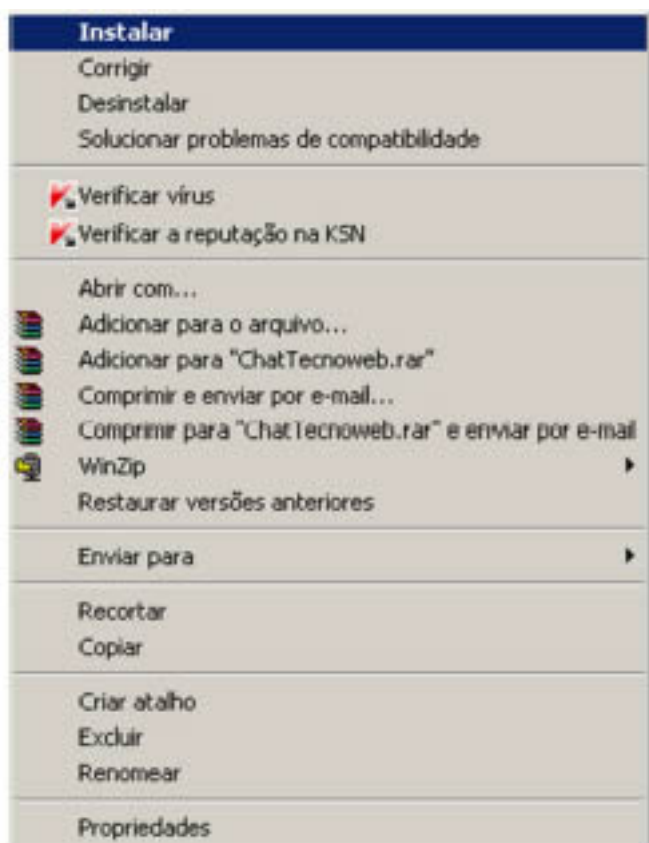 Instalar
Corrigir
Desinstalar
Solucionar problemas de compatibilidade
Verificar vírus
Verificar a reputação na KSN
Abrir com...
Adicionar para o arquivo...
Adicionar para "ChatTecnoweb.rar"
Comprimir e enviar por e-mail...
Comprimir para "ChatTecnoweb.rar" e enviar por e-mail
WinZip
Restaurar versões anteriores
Enviar para
Recortar
Copiar
Criar atalho
Excluir
Renomear
Propriedades